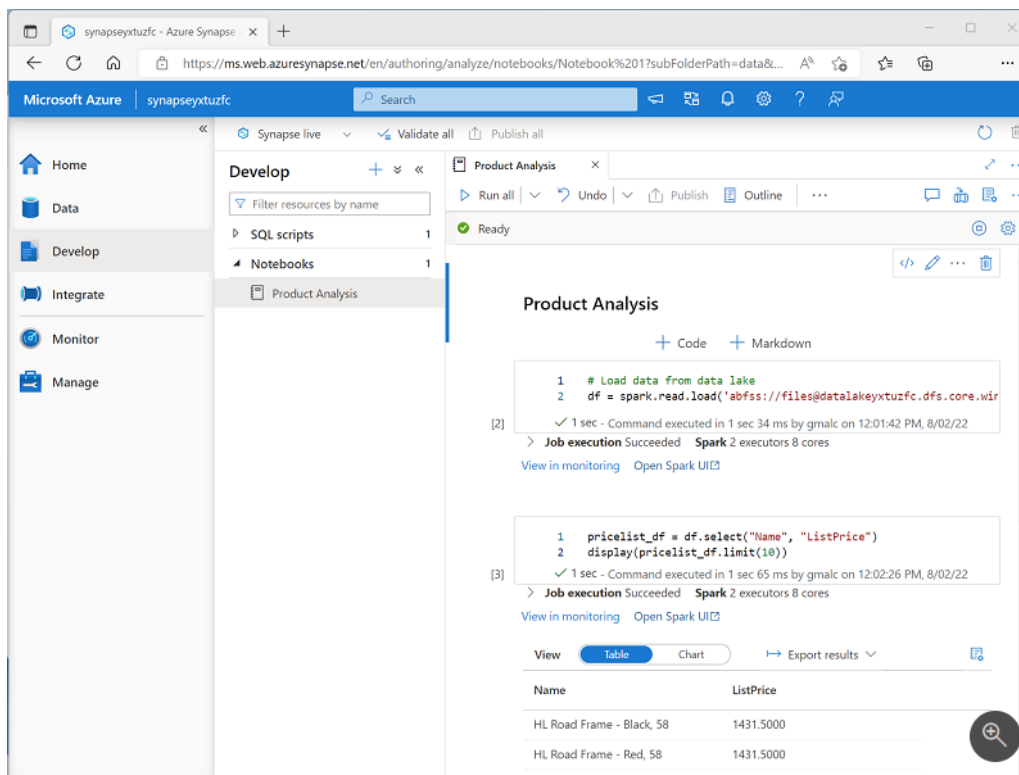 synapseyxtuzfc - Azure Synapse
https://ms.web.azuresynapse.net/en/authoring/analyze/notebooks/Notebook%201?subFolderPath=data&...
Microsoft Azure synapseyxtuzfc Search
Synapse live Validate all Publish all
Home
Data
Develop
Integrate
Monitor
Manage
Develop
Filter resources by name
SQL scripts 1
Notebooks 1
Product Analysis
Product Analysis
Run all Undo Publish Outline ...
Ready
Product Analysis
+ Code + Markdown
1 # Load data from data lake
2 df = spark.read.load('abfss://files@datalakeyxtuzfc.dfs.core.wir
[2] 1 sec - Command executed in 1 sec 34 ms by gmalc on 12:01:42 PM, 8/02/22
Job execution Succeeded Spark 2 executors 8 cores
View in monitoring Open Spark UI
1 pricelist_df = df.select("Name", "ListPrice")
2 display(pricelist_df.limit(10))
[3] 1 sec - Command executed in 1 sec 65 ms by gmalc on 12:02:26 PM, 8/02/22
Job execution Succeeded Spark 2 executors 8 cores
View in monitoring Open Spark UI
View Table Chart Export results
Name ListPrice
HL Road Frame - Black, 58 1431.5000
HL Road Frame - Red, 58 1431.5000